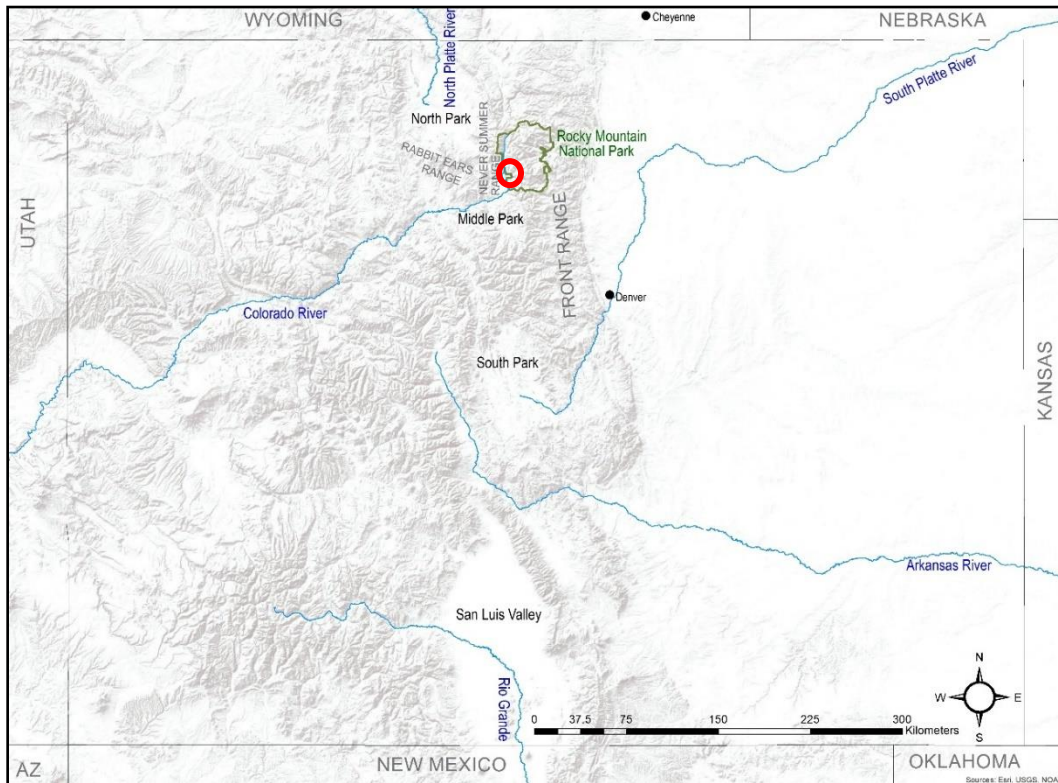 WYOMING
Cheyenne
NEBRASKA
North Platte River
South Platte River
North Park
Rocky Mountain
National Park
RABBIT EARS
RANGE
NEVER SUMMER
RANGE
UTAH
Middle Park
FRONT RANGE
Denver
Colorado River
South Park
KANSAS
Arkansas River
San Luis Valley
Rio Grande
N
W
E
S
0 37.5 75 150 225 300
Kilometers
AZ
NEW MEXICO
OKLAHOMA
Sources: Esri, USGS, NOA